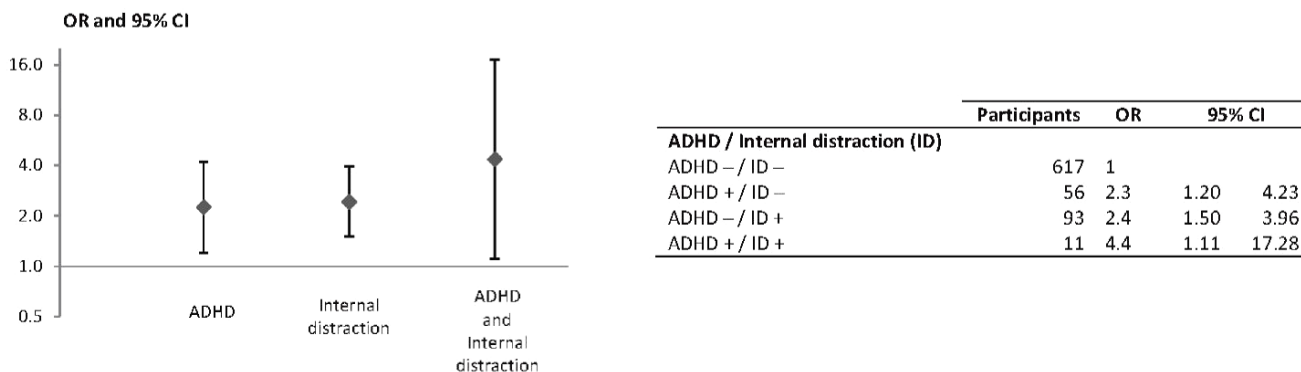 OR and 95% CI
16.0
8.0
4.0
2.0
1.0
0.5
ADHD
Internal
distraction
ADHD
and
Internal
distraction
Participants OR 95% CI
ADHD / Internal distraction (ID)
ADHD – / ID – 617 1
ADHD + / ID – 56 2.3 1.20 4.23
ADHD – / ID + 93 2.4 1.50 3.96
ADHD + / ID + 11 4.4 1.11 17.28